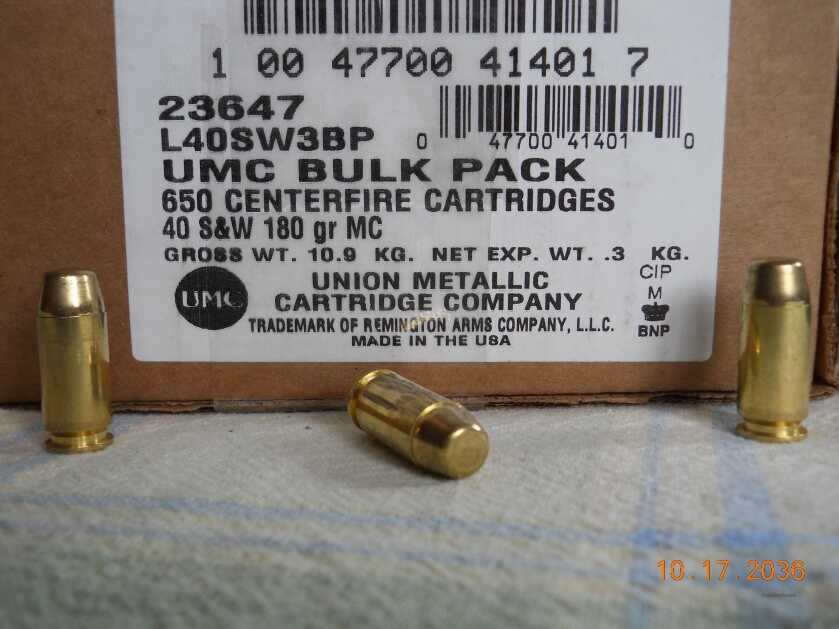 1 00 47700 41401 7
23647
L40SW3BP
0 47700 41401 0
UMC BULK PACK
650 CENTERFIRE CARTRIDGES
40 S&W 180 gr MC
GROSS WT. 10.9 KG. NET EXP. WT. .3 KG.
UMC
UNION METALLIC
CARTRIDGE COMPANY
TRADEMARK OF REMINGTON ARMS COMPANY, L.L.C.
MADE IN THE USA
CIP
M
BNP
10.17.2036